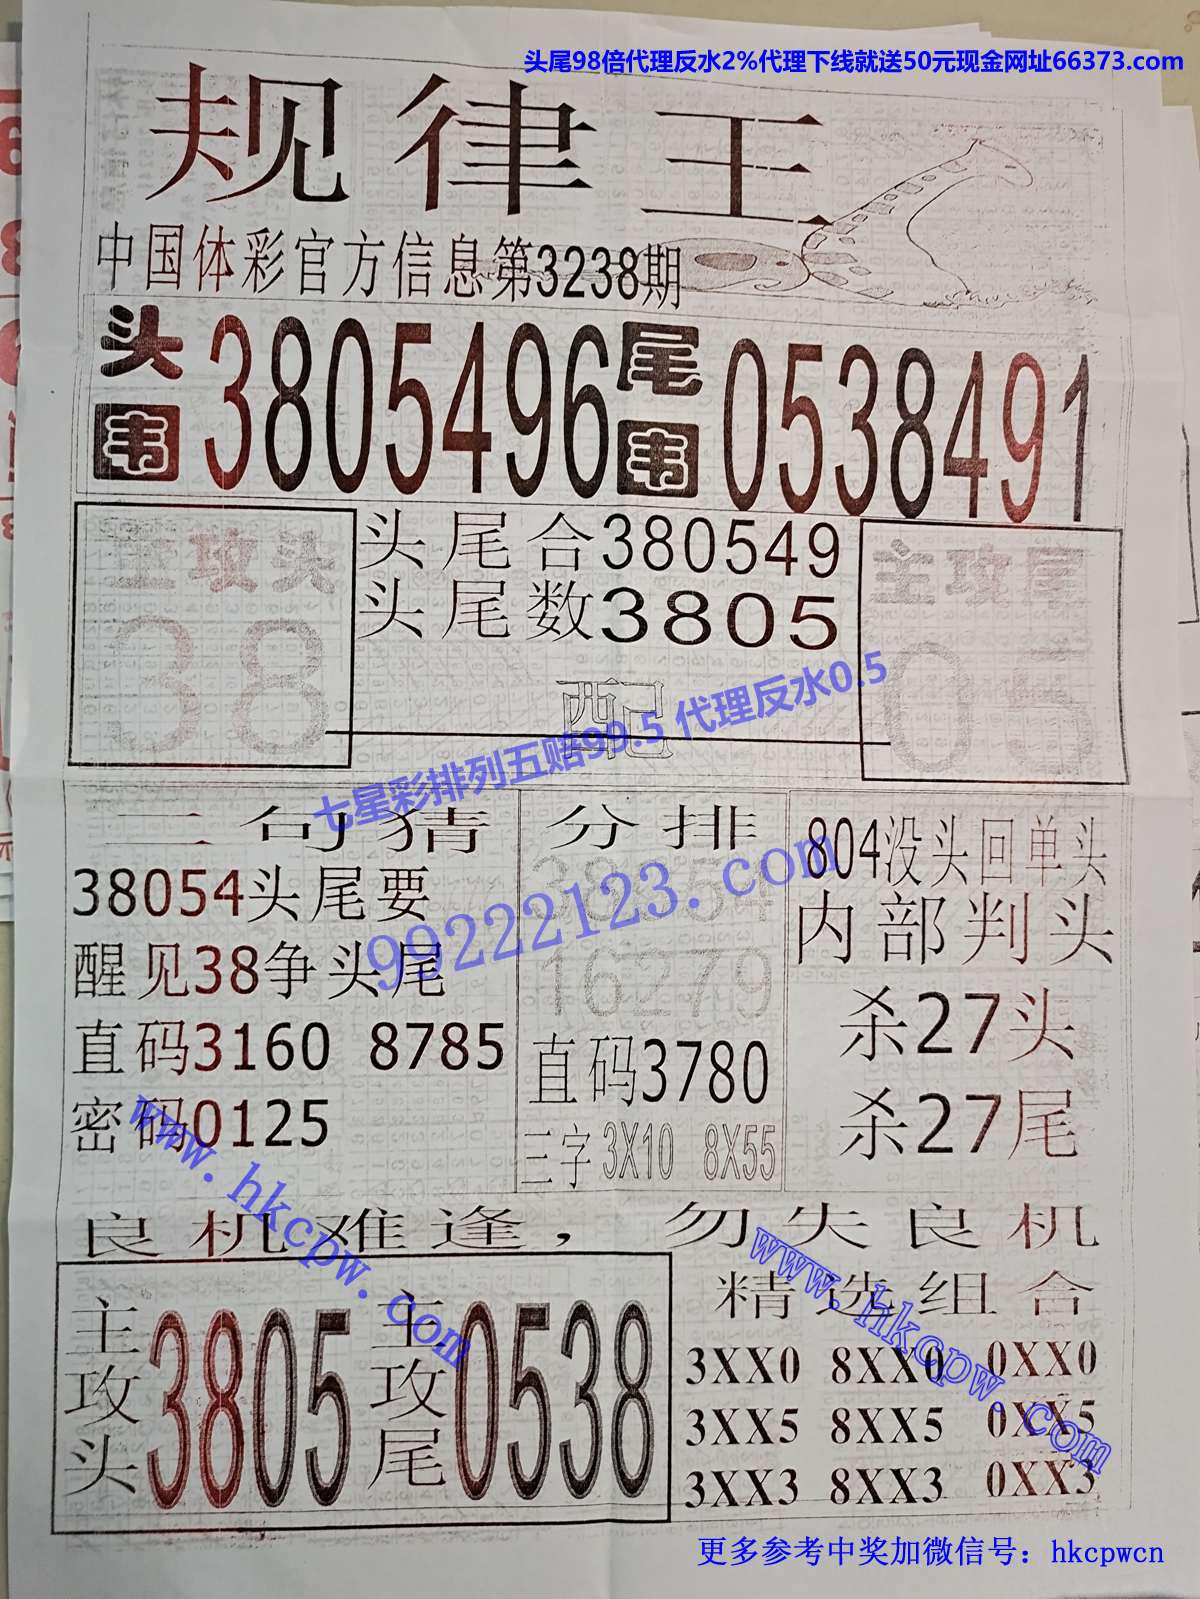 头尾98倍代理反水2%代理下线就送50元现金网址66373.com
规律王
中国体彩官方信息第3238期
头韦 3805496 尾韦 0538491
主攻头 38
头尾合380549
头尾数3805
主攻尾 05
配
七星彩排列五赔99.5 代理反水0.5
99222123.com
三句猜
38054头尾要
醒见38争头尾
直码3160 8785
密码0125
分排
38054
16279
直码3780
三字 3X10 8X55
804没头回单头
内部判头
杀27头
杀27尾
www.hkcpw.com
www.hkcpw.com
良机难逢，勿失良机
主攻头 3805 主攻尾 0538
精选组合
3XX0 8XX0 0XX0
3XX5 8XX5 0XX5
3XX3 8XX3 0XX3
更多参考中奖加微信号：hkcpwcn